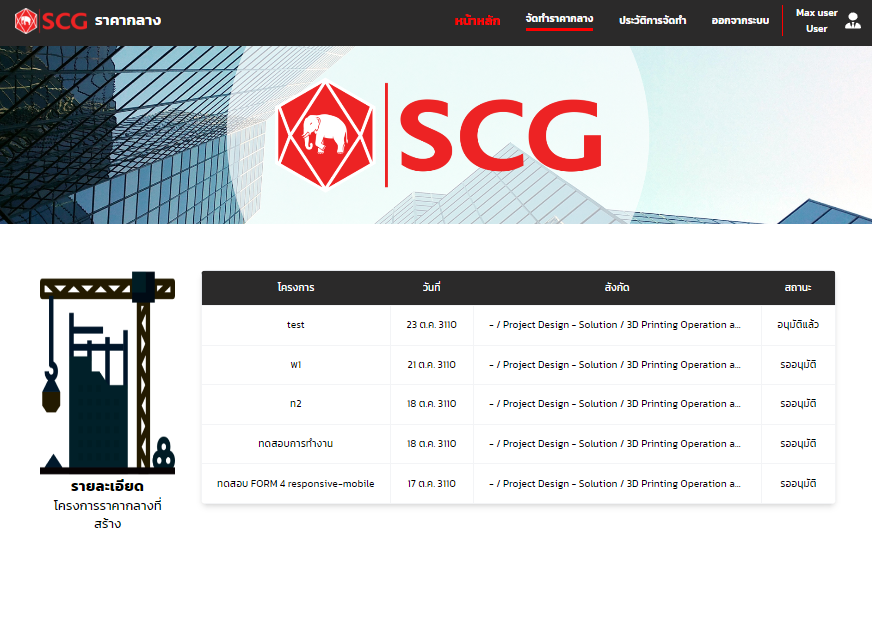 SCG ราคากลาง
หน้าหลัก จัดทำราคากลาง ประวัติการจัดทำ ออกจากระบบ Max user
User
SCG
โครงการ วันที่ สังกัด สถานะ
test 23 ต.ค. 3110 - / Project Design - Solution / 3D Printing Operation a... อนุมัติแล้ว
พ1 21 ต.ค. 3110 - / Project Design - Solution / 3D Printing Operation a... รออนุมัติ
ท2 18 ต.ค. 3110 - / Project Design - Solution / 3D Printing Operation a... รออนุมัติ
ทดสอบการทำงาน 18 ต.ค. 3110 - / Project Design - Solution / 3D Printing Operation a... รออนุมัติ
ทดสอบ FORM 4 responsive-mobile 17 ต.ค. 3110 - / Project Design - Solution / 3D Printing Operation a... รออนุมัติ
รายละเอียด
โครงการราคากลางที่
สร้าง